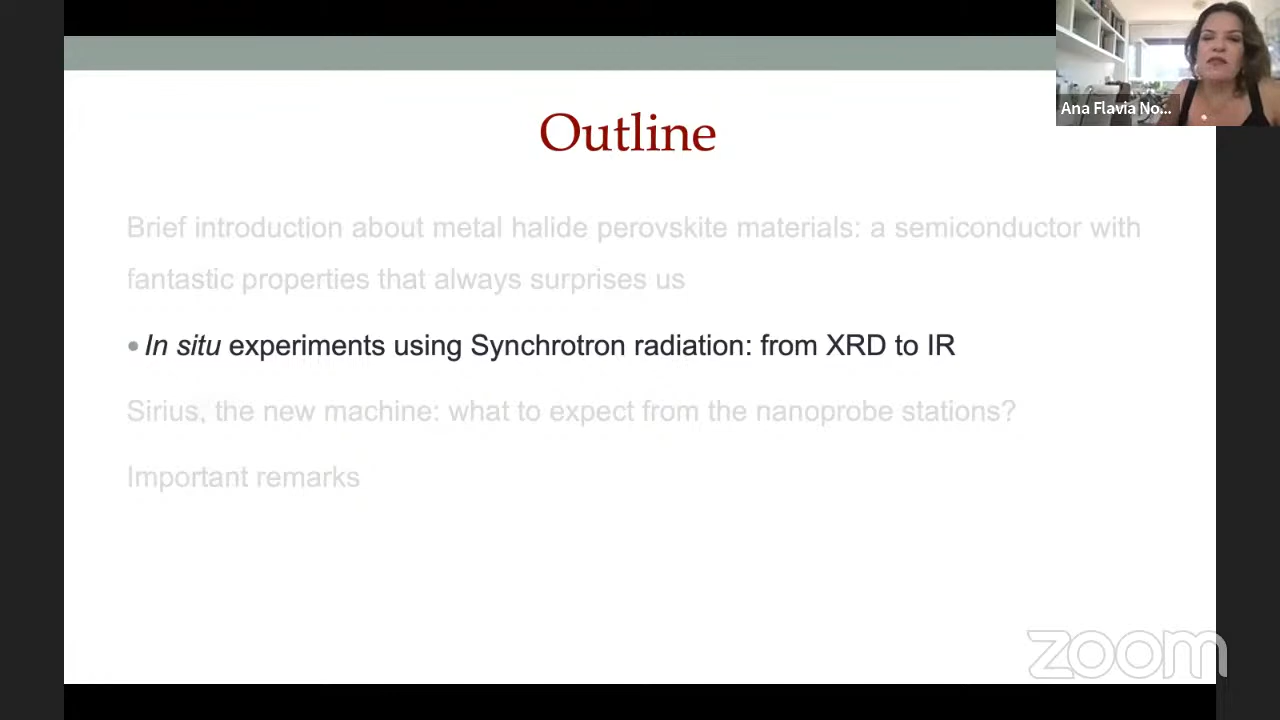 Ana Flavia No...
Outline
Brief introduction about metal halide perovskite materials: a semiconductor with
fantastic properties that always surprises us
• In situ experiments using Synchrotron radiation: from XRD to IR
Sirius, the new machine: what to expect from the nanoprobe stations?
Important remarks
zoom